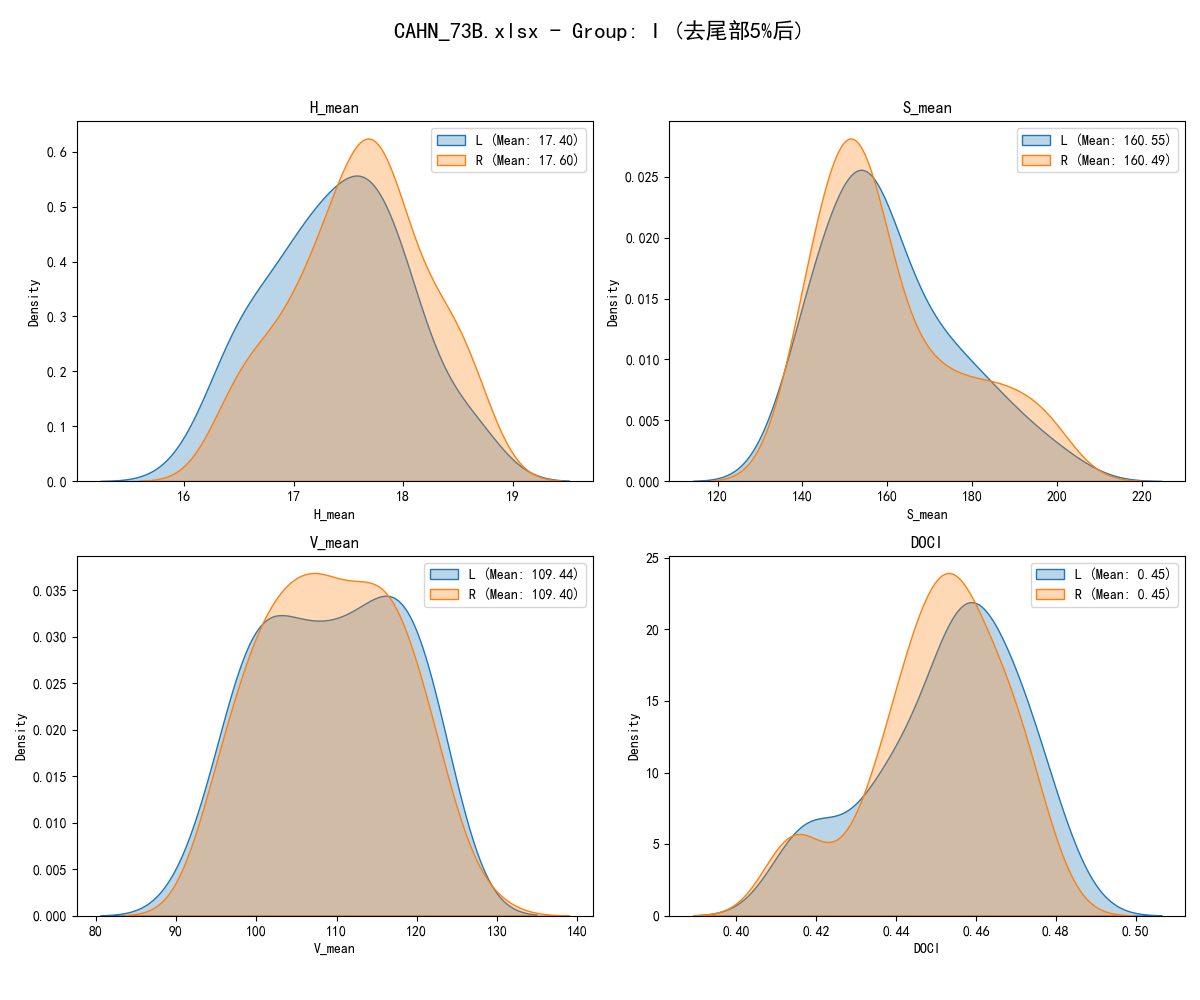 CAHN_73B.xlsx - Group: I (去尾部5%后)
H_mean
L (Mean: 17.40)
R (Mean: 17.60)
0.6
0.5
0.4
0.3
0.2
0.1
0.0
Density
16 17 18 19
H_mean
S_mean
L (Mean: 160.55)
R (Mean: 160.49)
0.025
0.020
0.015
0.010
0.005
0.000
Density
120 140 160 180 200 220
S_mean
V_mean
L (Mean: 109.44)
R (Mean: 109.40)
0.035
0.030
0.025
0.020
0.015
0.010
0.005
0.000
Density
80 90 100 110 120 130 140
V_mean
DOCI
L (Mean: 0.45)
R (Mean: 0.45)
25
20
15
10
5
0
Density
0.40 0.42 0.44 0.46 0.48 0.50
DOCI